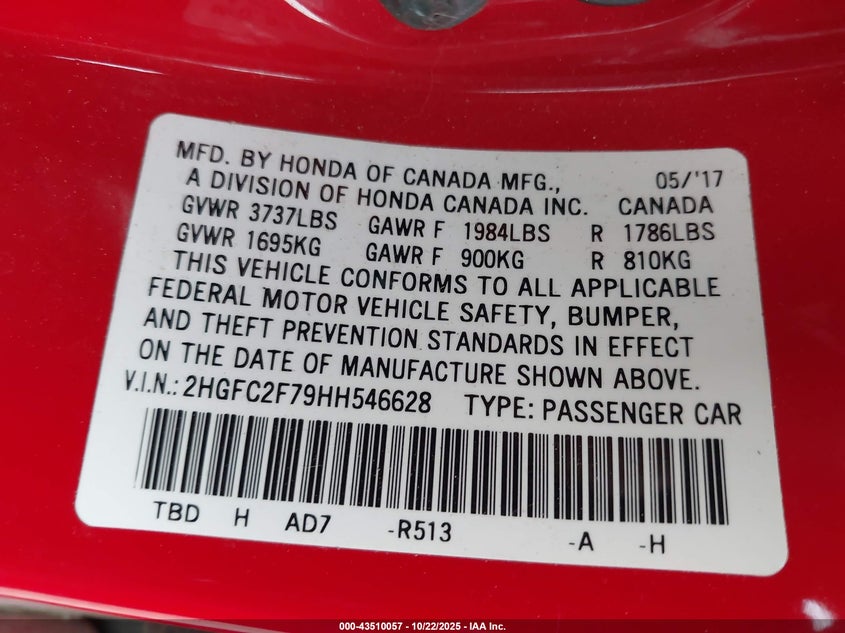 MFD. BY HONDA OF CANADA MFG., 05/'17
A DIVISION OF HONDA CANADA INC. CANADA
GVWR 3737LBS GAWR F 1984LBS R 1786LBS
GVWR 1695KG GAWR F 900KG R 810KG
THIS VEHICLE CONFORMS TO ALL APPLICABLE
FEDERAL MOTOR VEHICLE SAFETY, BUMPER,
AND THEFT PREVENTION STANDARDS IN EFFECT
ON THE DATE OF MANUFACTURE SHOWN ABOVE.
V.I.N.: 2HGFC2F79HH546628 TYPE: PASSENGER CAR
TBD H AD7 -R513 -A -H
000-43510057 - 10/22/2025 - IAA Inc.